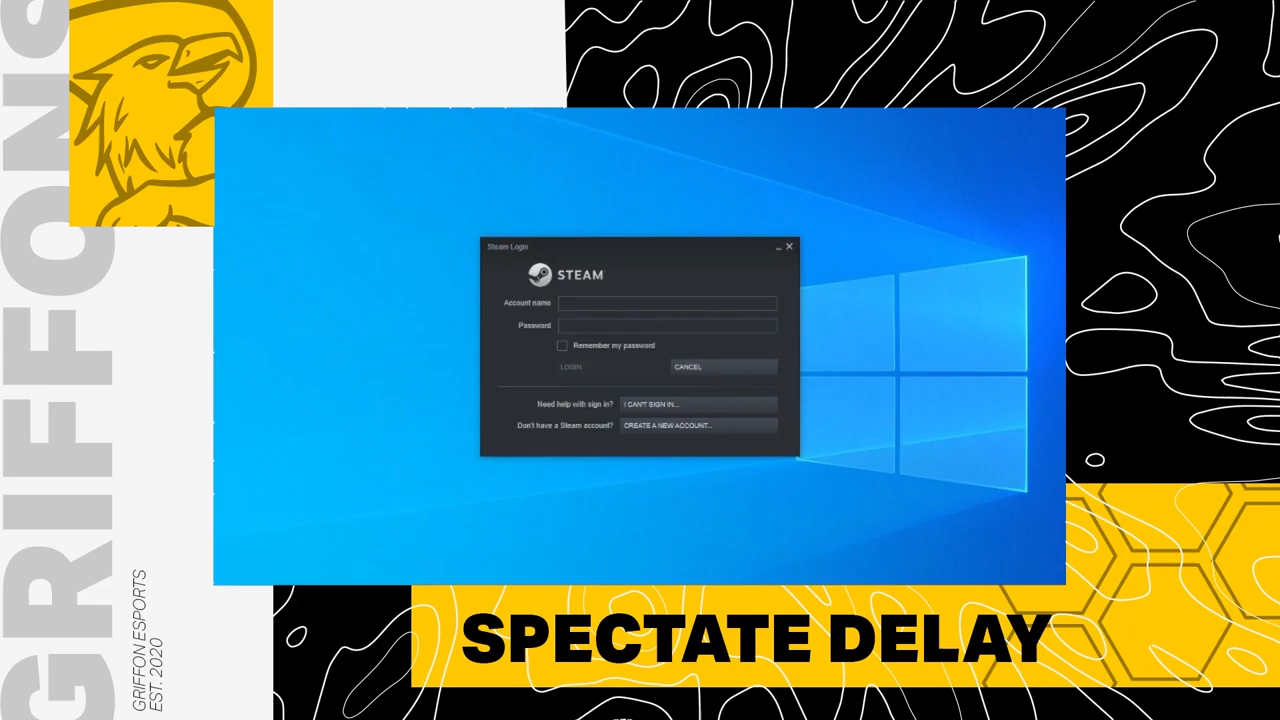 GRIFFONS
GRIFFON ESPORTS
EST. 2020
Steam Login
STEAM
Account name
Password
Remember my password
LOGIN
CANCEL
Need help with sign in?
I CAN'T SIGN IN...
Don't have a Steam account?
CREATE A NEW ACCOUNT...
SPECTATE DELAY